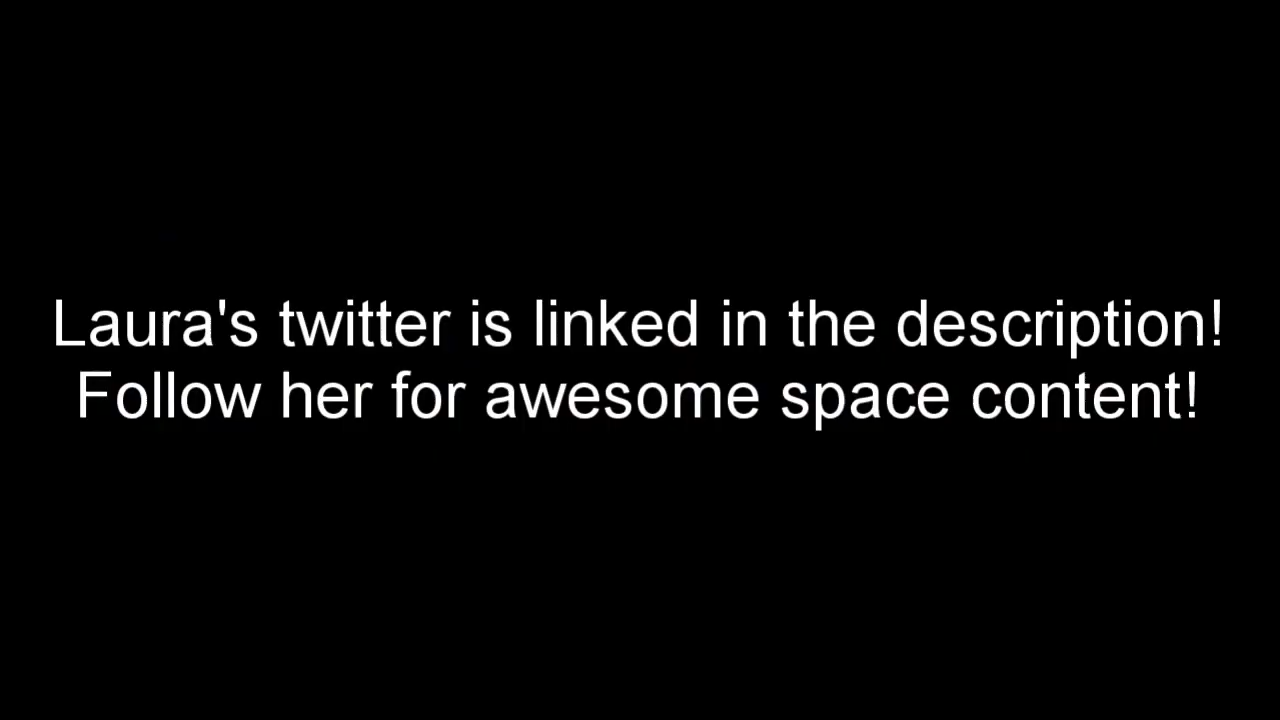 Laura's twitter is linked in the description!
Follow her for awesome space content!